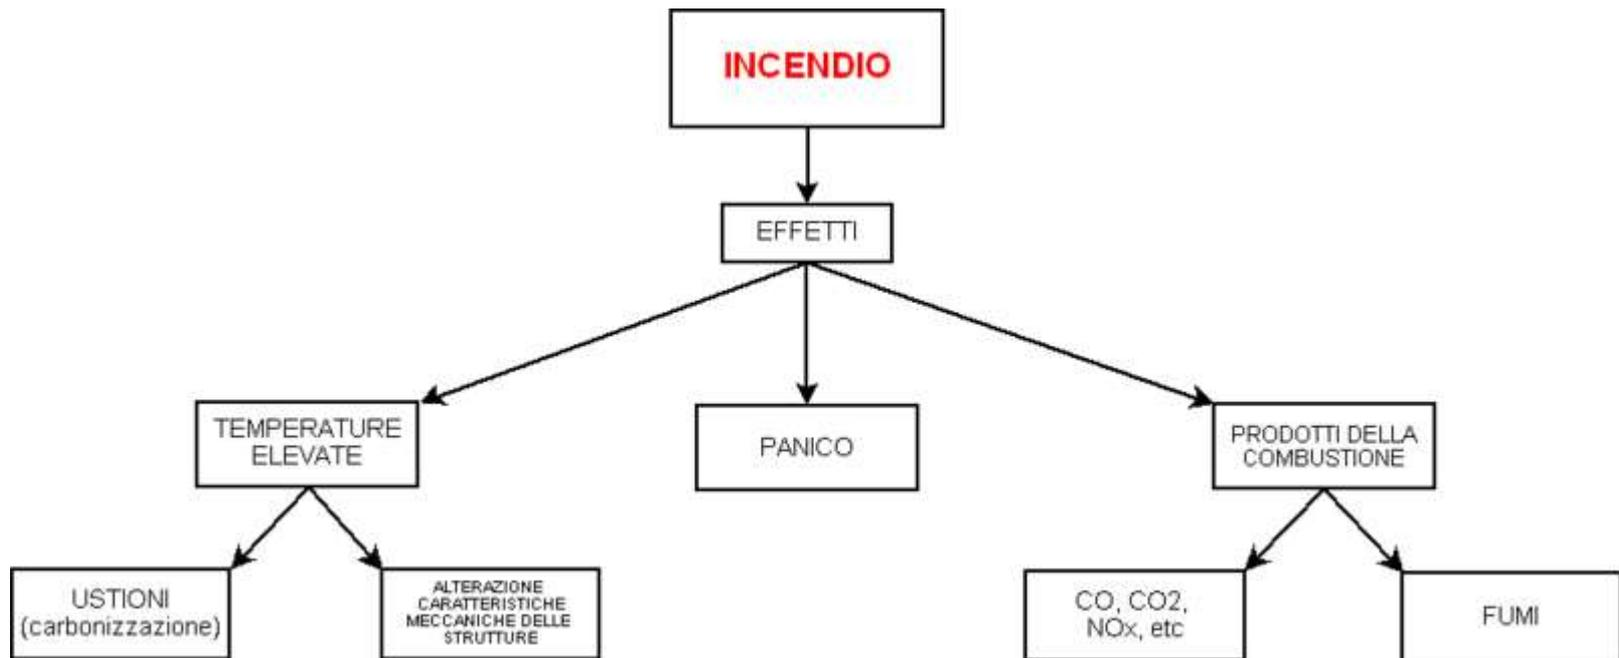 INCENDIO
EFFETTI
TEMPERATURE
ELEVATE
PANICO
PRODOTTI DELLA
COMBUSTIONE
USTIONI
(carbonizzazione)
ALTERAZIONE
CARATTERISTICHE
MECCANICHE DELLE
STRUTTURE
CO, CO2,
NOx, etc
FUMI